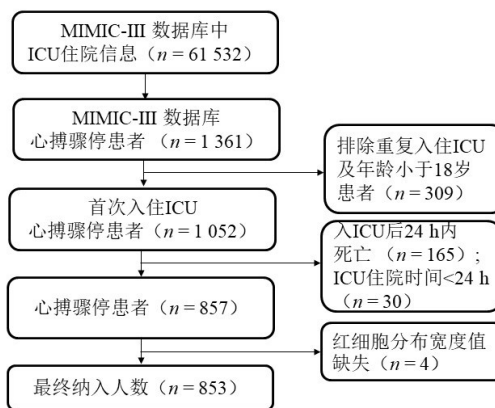 MIMIC-III 数据库中
ICU住院信息（n = 61 532）
MIMIC-III 数据库
心搏骤停患者 （n = 1 361）
排除重复入住ICU
及年龄小于18岁
患者（n = 309）
首次入住ICU
心搏骤停患者（n = 1 052）
入ICU后24 h内
死亡 （n = 165）;
ICU住院时间<24 h
（n = 30）
心搏骤停患者（n = 857）
红细胞分布宽度值
缺失（n = 4）
最终纳入人数（n = 853）